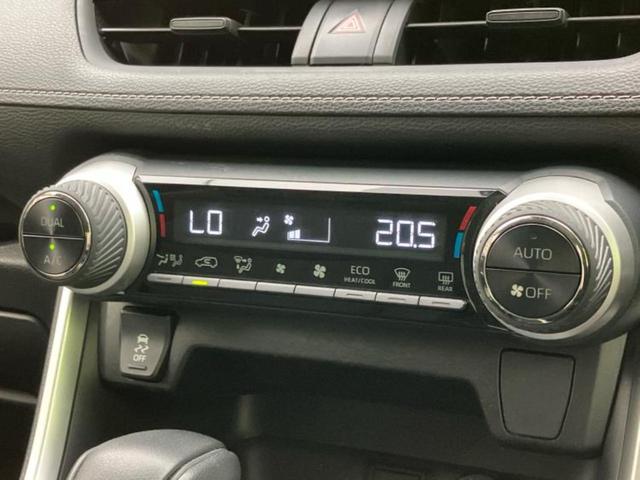 DUAL
A/C
LO
20.5
ECO
HEAT/COOL
FRONT
REAR
AUTO
OFF
OFF